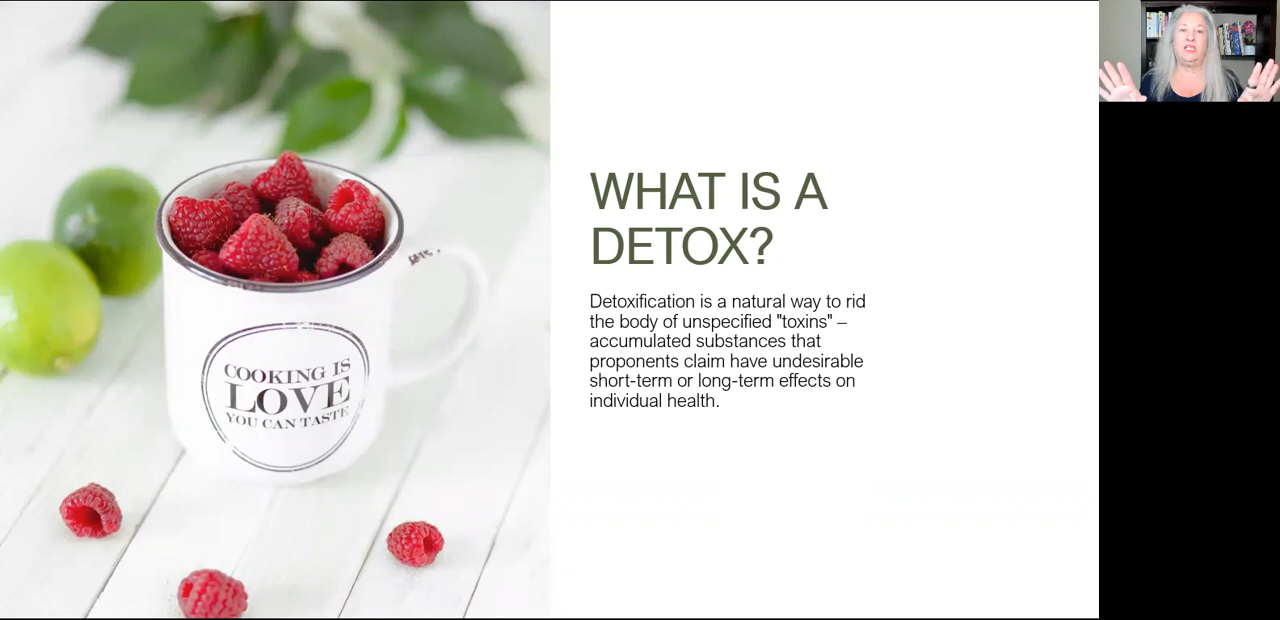 WHAT IS A
DETOX?
Detoxification is a natural way to rid
the body of unspecified "toxins" –
accumulated substances that
proponents claim have undesirable
short-term or long-term effects on
individual health.
COOKING IS
LOVE
YOU CAN TASTE